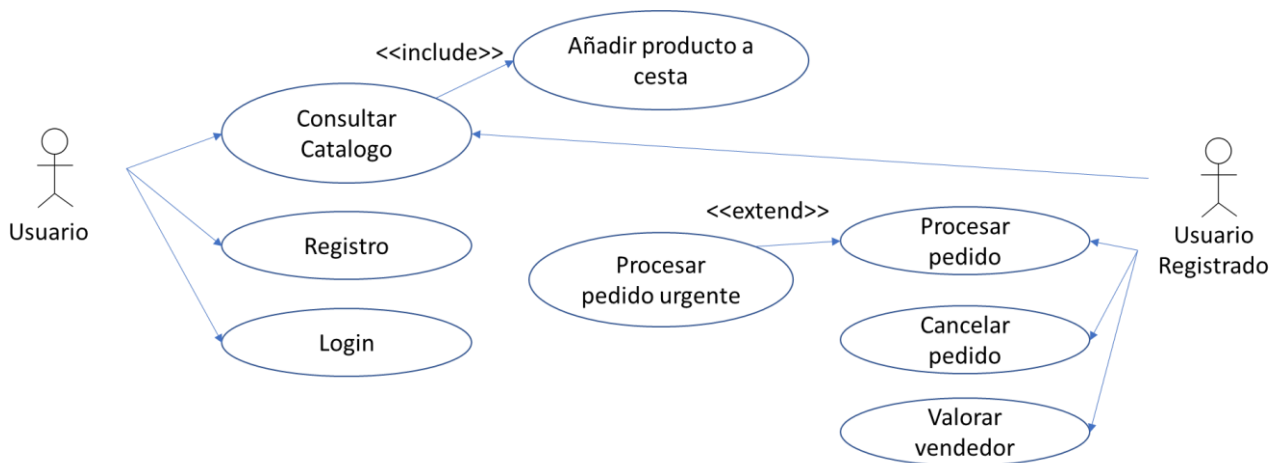 <<include>>
Añadir producto a
cesta
Consultar
Catalogo
Usuario
Registro
Login
<<extend>>
Procesar
pedido urgente
Procesar
pedido
Cancelar
pedido
Valorar
vendedor
Usuario
Registrado